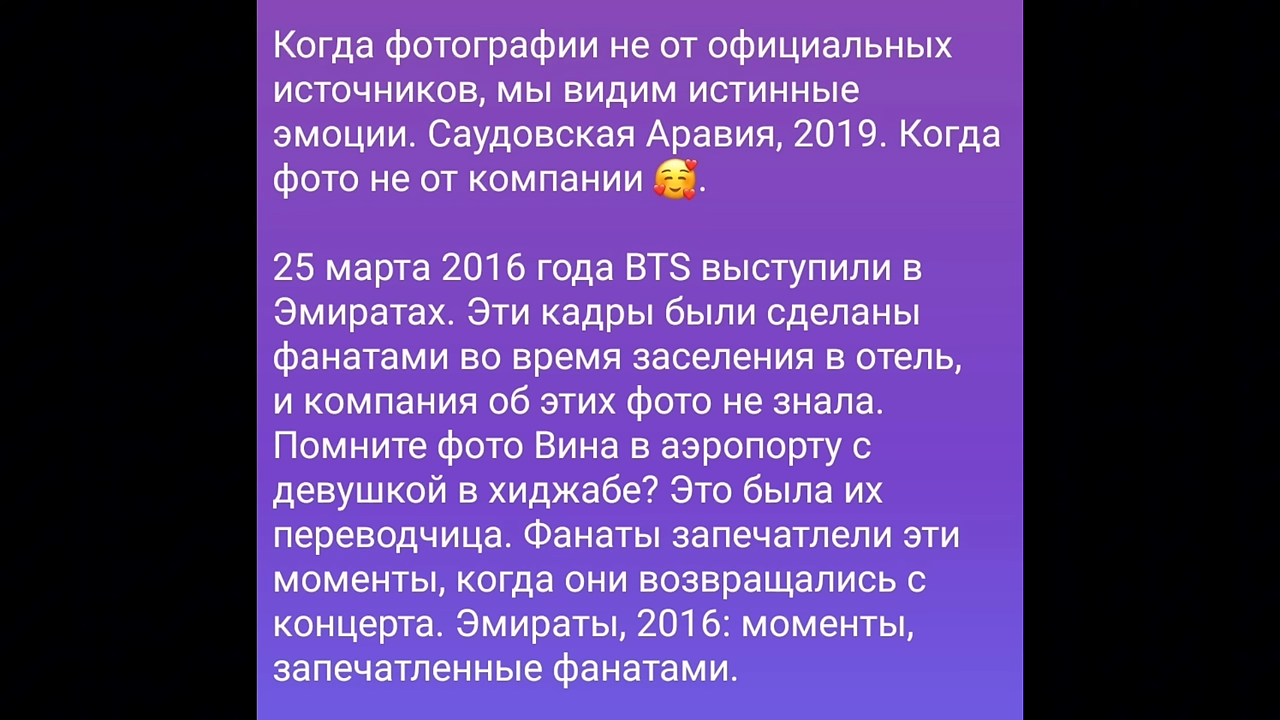 Когда фотографии не от официальных
источников, мы видим истинные
эмоции. Саудовская Аравия, 2019. Когда
фото не от компании 🥰.
25 марта 2016 года BTS выступили в
Эмиратах. Эти кадры были сделаны
фанатами во время заселения в отель,
и компания об этих фото не знала.
Помните фото Вина в аэропорту с
девушкой в хиджабе? Это была их
переводчица. Фанаты запечатлели эти
моменты, когда они возвращались с
концерта. Эмираты, 2016: моменты,
запечатленные фанатами.